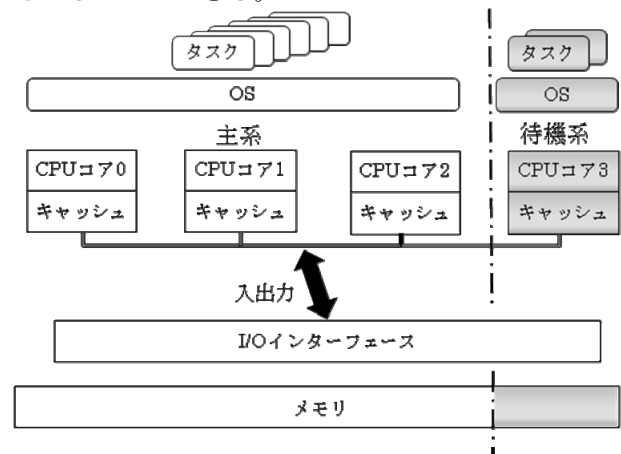 タスク
タスク
OS
OS
主系
待機系
CPUコア0
CPUコア1
CPUコア2
CPUコア3
キャッシュ
キャッシュ
キャッシュ
キャッシュ
入出力
I/Oインターフェース
メモリ